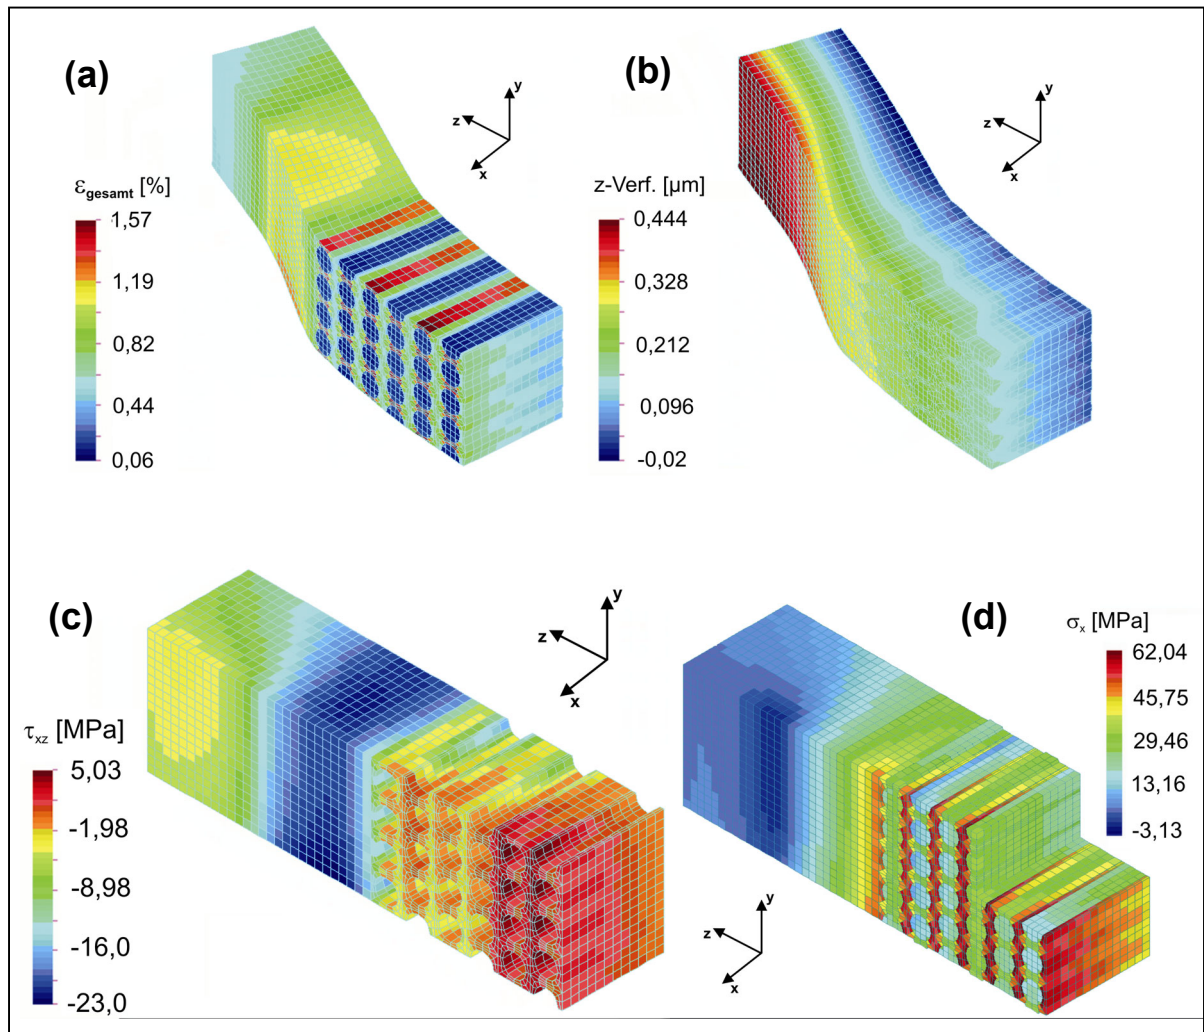 (a)
y
z
x
ε_gesamt [%]
1,57
1,19
0,82
0,44
0,06
(b)
y
z
x
z-Verf. [µm]
0,444
0,328
0,212
0,096
-0,02
(c)
y
z
x
τ_xz [MPa]
5,03
-1,98
-8,98
-16,0
-23,0
(d)
y
z
x
σ_x [MPa]
62,04
45,75
29,46
13,16
-3,13